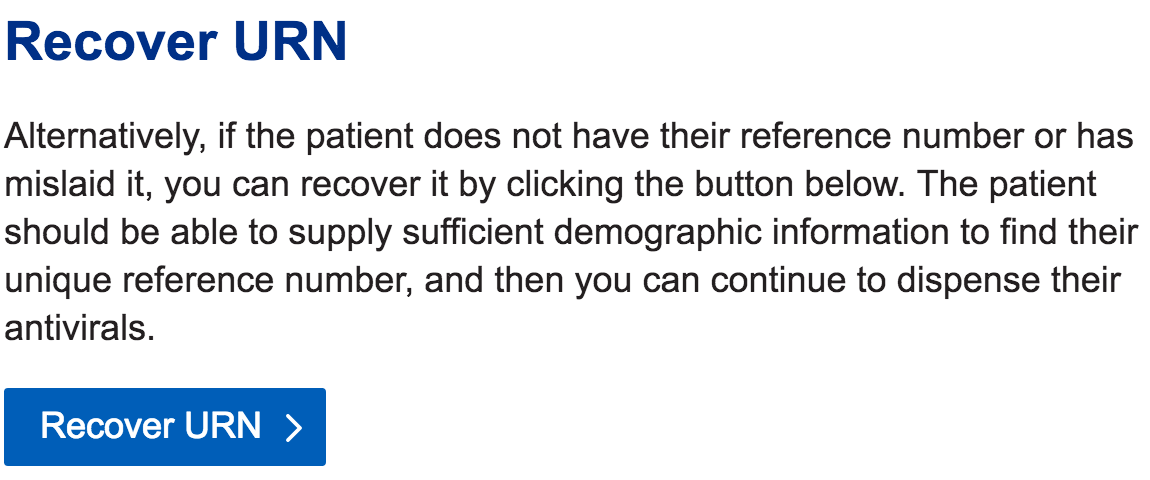 Recover URN
Alternatively, if the patient does not have their reference number or has
mislaid it, you can recover it by clicking the button below. The patient
should be able to supply sufficient demographic information to find their
unique reference number, and then you can continue to dispense their
antivirals.
Recover URN